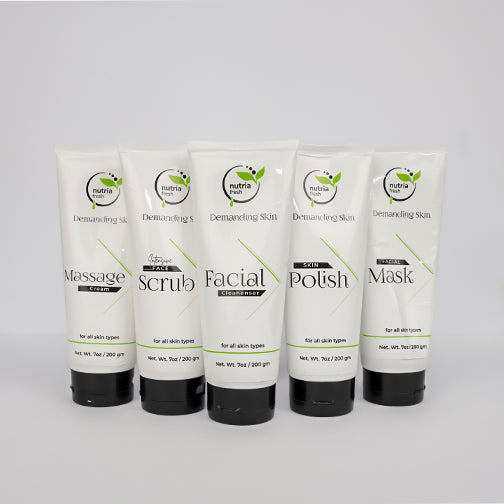 nutria
fresh
Demanding Sk
Massage
Cream
for all skin types
Net. Wt. 7oz / 200 gm
nutria
fresh
Demanding Skin
Intensive
FACE
Scrub
for all skin types
Net. Wt. 7oz / 200 gm
nutria
fresh
Demanding Skin
Facial
Cleanensor
for all skin types
Net. Wt. 7oz / 200 gm
nutria
fresh
Demanding Skin
SKIN
Polish
for all skin types
Net. Wt. 7oz / 200 gm
nutria
fresh
Demanding Skin
FACIAL
Mask
for all skin types
Net. Wt. 7oz / 200 gm